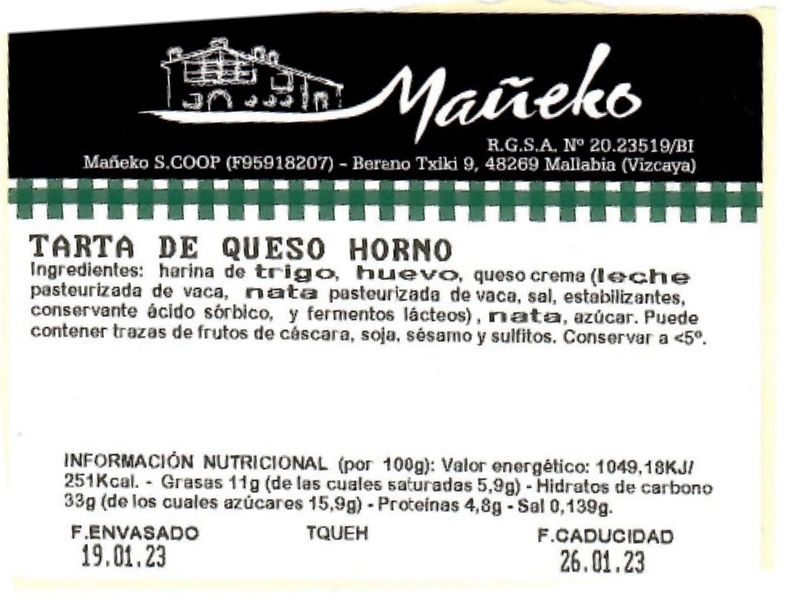 Mañeko
R.G.S.A. Nº 20.23519/BI
Mañeko S.COOP (F95918207) - Berano Txiki 9, 48269 Mallabia (Vizcaya)
TARTA DE QUESO HORNO
Ingredientes: harina de trigo, huevo, queso crema (leche
pasteurizada de vaca, nata pasteurizada de vaca, sal, estabilizantes,
conservante ácido sórbico, y fermentos lácteos), nata, azúcar. Puede
contener trazas de frutos de cáscara, soja, sésamo y sulfitos. Conservar a <5º.
INFORMACIÓN NUTRICIONAL (por 100g): Valor energético: 1049,18KJ/
251Kcal. - Grasas 11g (de las cuales saturadas 5,9g) - Hidratos de carbono
33g (de los cuales azúcares 15,9g) - Proteínas 4,8g - Sal 0,139g.
F.ENVASADO TQUEH F.CADUCIDAD
19.01.23 26.01.23